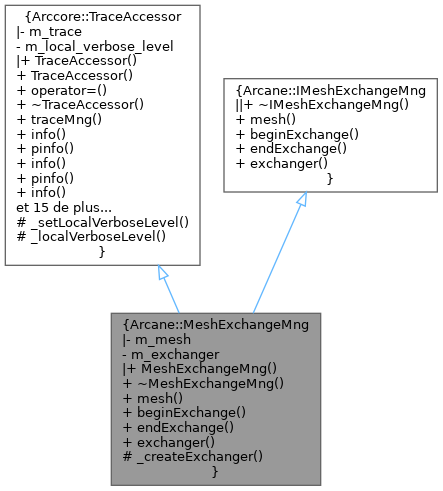 {Arccore::TraceAccessor
|- m_trace
- m_local_verbose_level
|+ TraceAccessor()
+ TraceAccessor()
+ operator=()
+ ~TraceAccessor()
+ traceMng()
+ info()
+ pinfo()
+ info()
+ pinfo()
+ info()
et 15 de plus...
# _setLocalVerboseLevel()
# _localVerboseLevel()
}
{Arcane::IMeshExchangeMng
||+ ~IMeshExchangeMng()
+ mesh()
+ beginExchange()
+ endExchange()
+ exchanger()
}
{Arcane::MeshExchangeMng
|- m_mesh
- m_exchanger
|+ MeshExchangeMng()
+ ~MeshExchangeMng()
+ mesh()
+ beginExchange()
+ endExchange()
+ exchanger()
# _createExchanger()
}